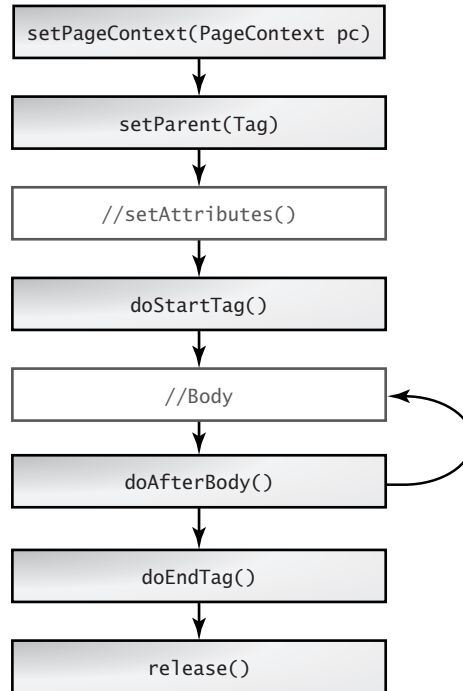 setPageContext(PageContext pc)
setParent(Tag)
//setAttributes()
doStartTag()
//Body
doAfterBody()
doEndTag()
release()